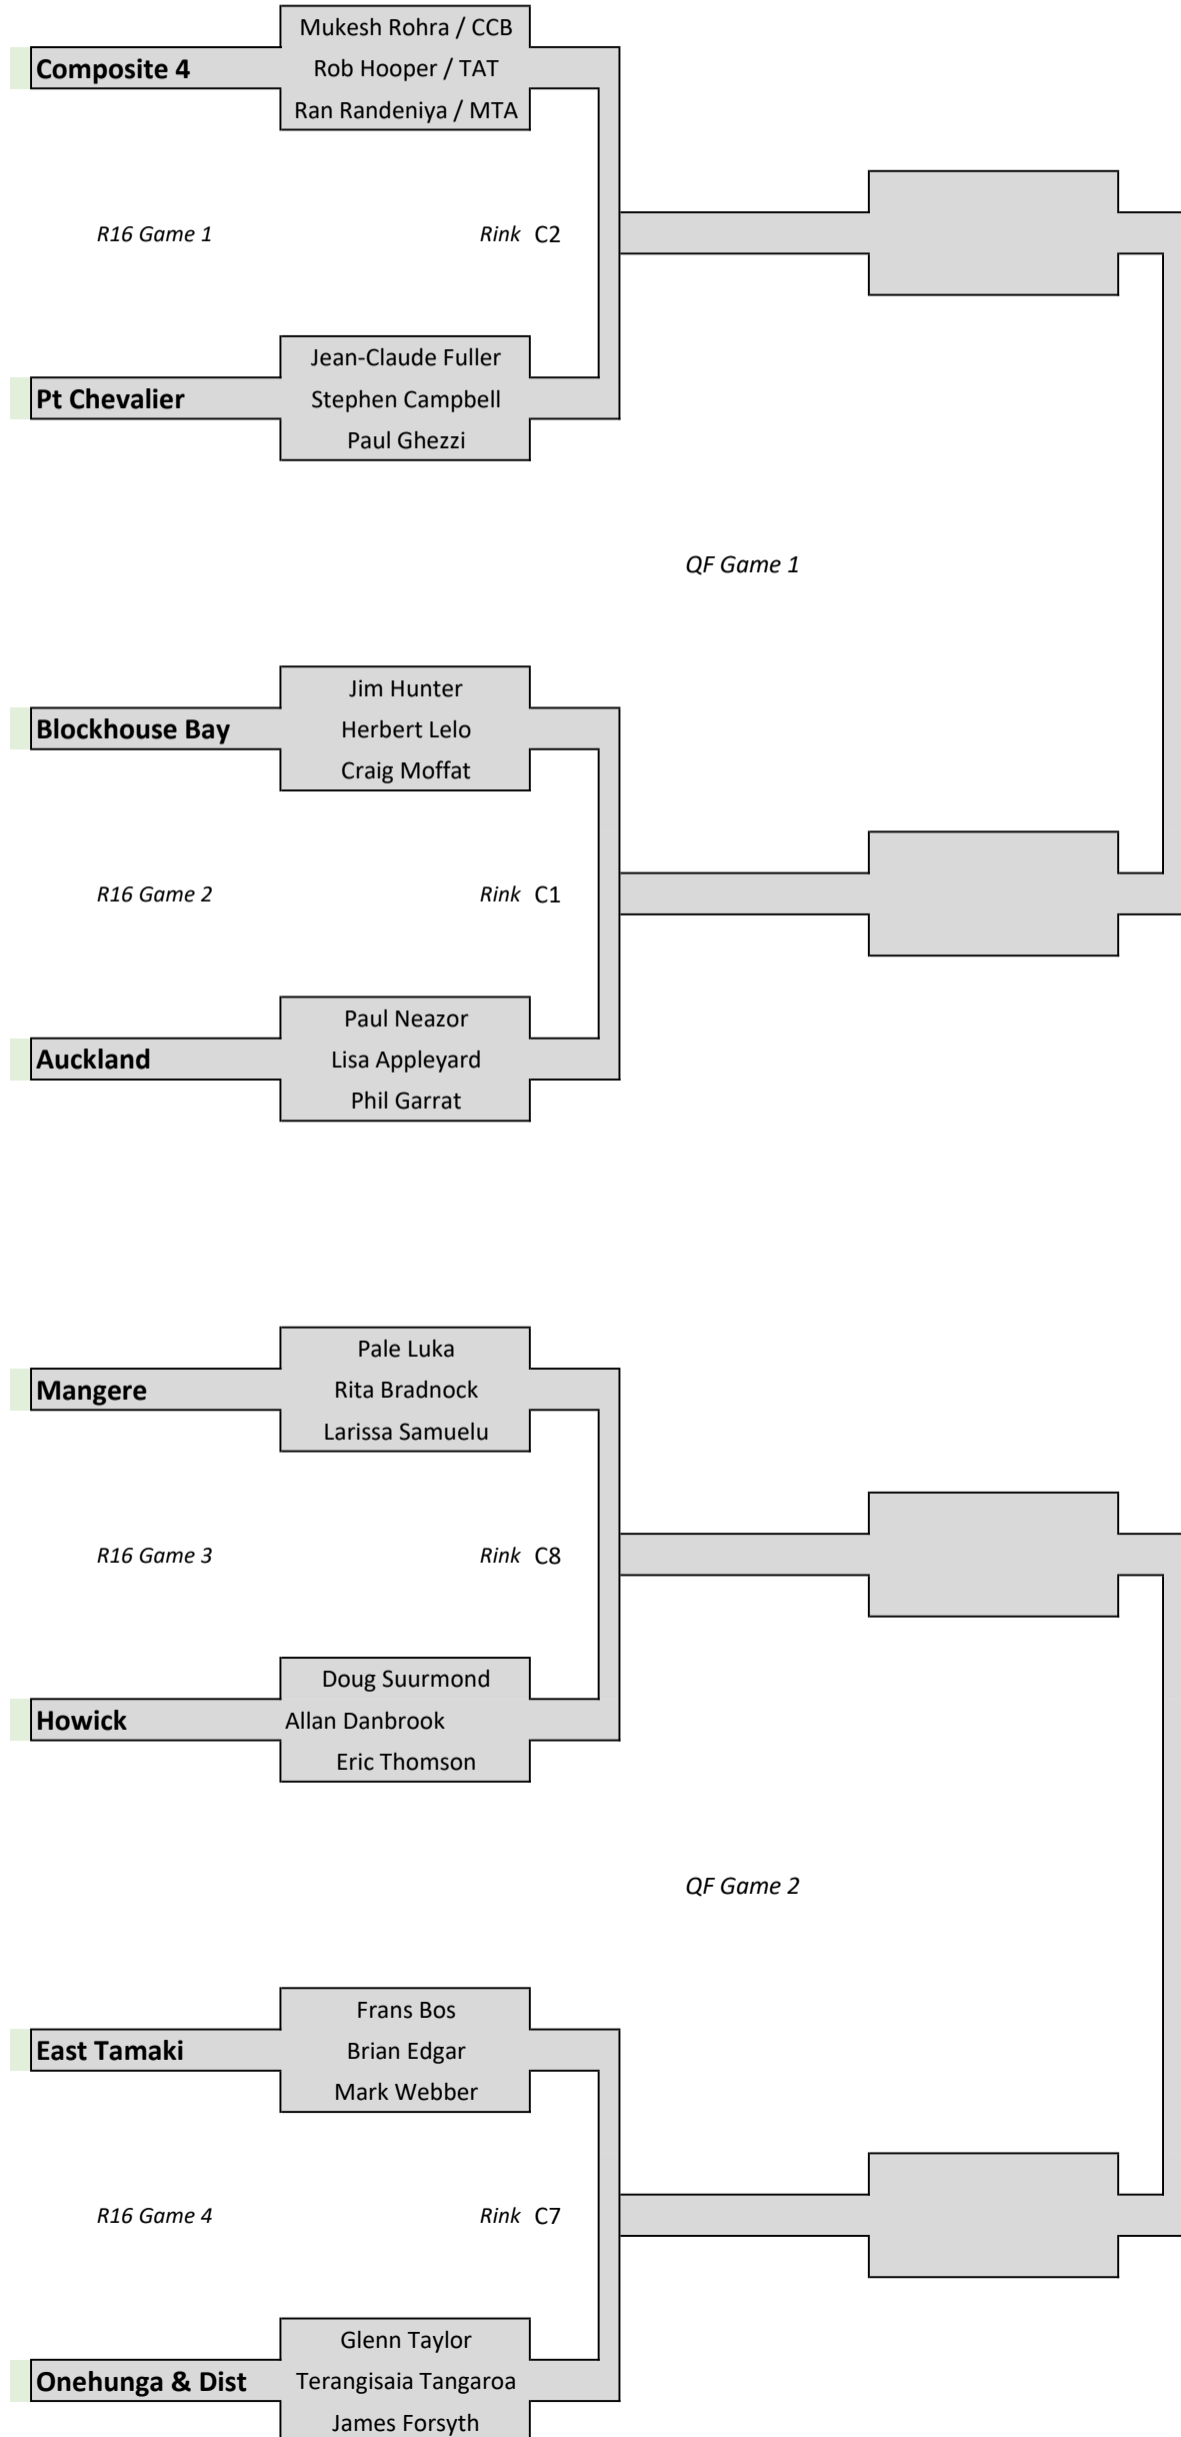 Mukesh Rohra / CCB
Composite 4 Rob Hooper / TAT
Ran Randeniya / MTA
R16 Game 1 Rink C2
Jean-Claude Fuller
Pt Chevalier Stephen Campbell
Paul Ghezzi
QF Game 1
Jim Hunter
Blockhouse Bay Herbert Lelo
Craig Moffat
R16 Game 2 Rink C1
Paul Neazor
Auckland Lisa Appleyard
Phil Garrat
Pale Luka
Mangere Rita Bradnock
Larissa Samuelu
R16 Game 3 Rink C8
Doug Suurmond
Howick Allan Danbrook
Eric Thomson
QF Game 2
Frans Bos
East Tamaki Brian Edgar
Mark Webber
R16 Game 4 Rink C7
Glenn Taylor
Onehunga & Dist Terangisaia Tangaroa
James Forsyth